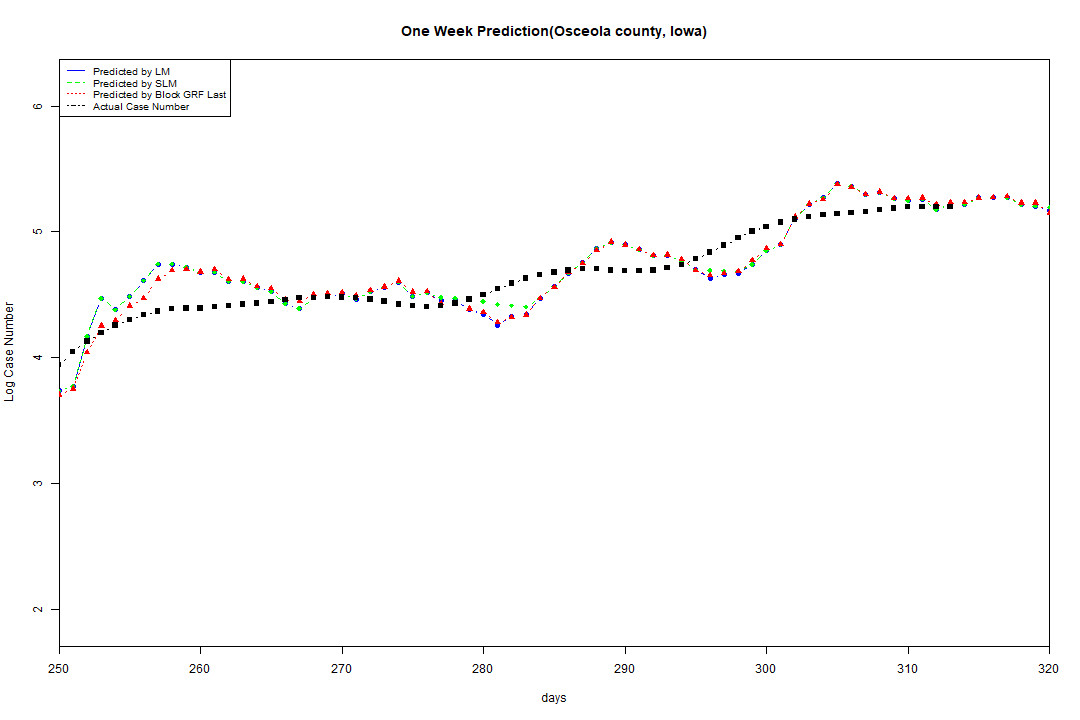 One Week Prediction(Osceola county, Iowa)
Predicted by LM
Predicted by SLM
Predicted by Block GRF Last
Actual Case Number
6
5
4
3
2
Log Case Number
250 260 270 280 290 300 310 320
days